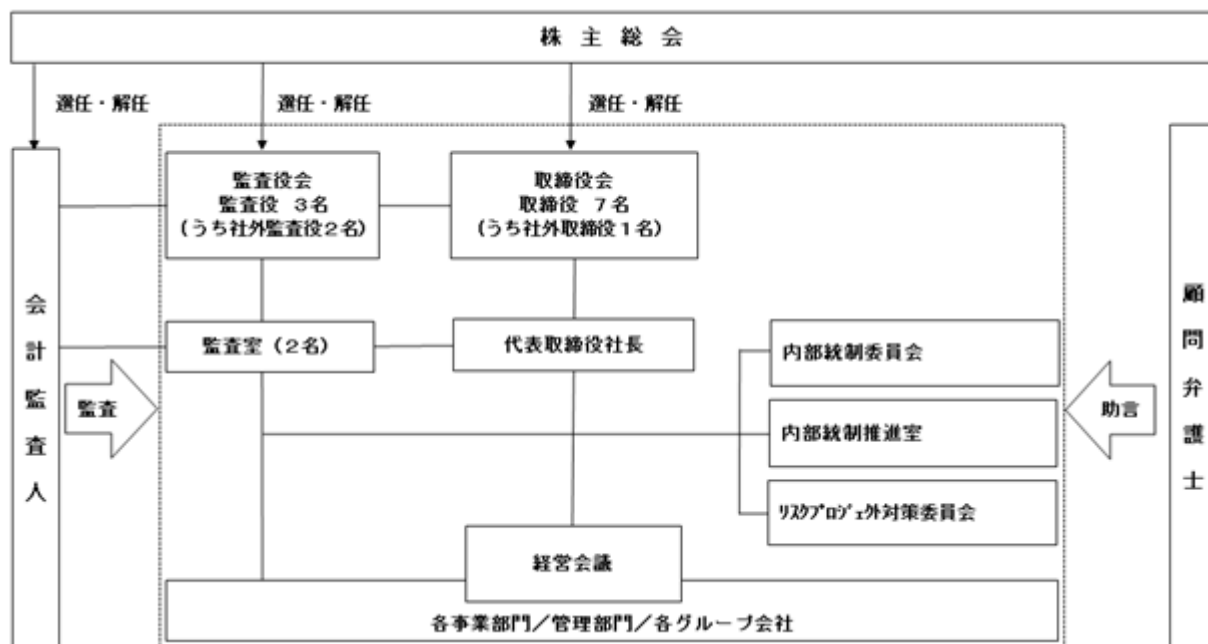 株 主 総 会
選任・解任
選任・解任
選任・解任
監査役会
監査役 3名
(うち社外監査役2名)
取締役会
取締役 7名
(うち社外取締役1名)
会計監査人
顧問弁護士
監査室 (2名)
代表取締役社長
内部統制委員会
監査
助言
内部統制推進室
ﾘｽｸﾌﾟﾛｼﾞｪｸﾄ対策委員会
経営会議
各事業部門／管理部門／各グループ会社